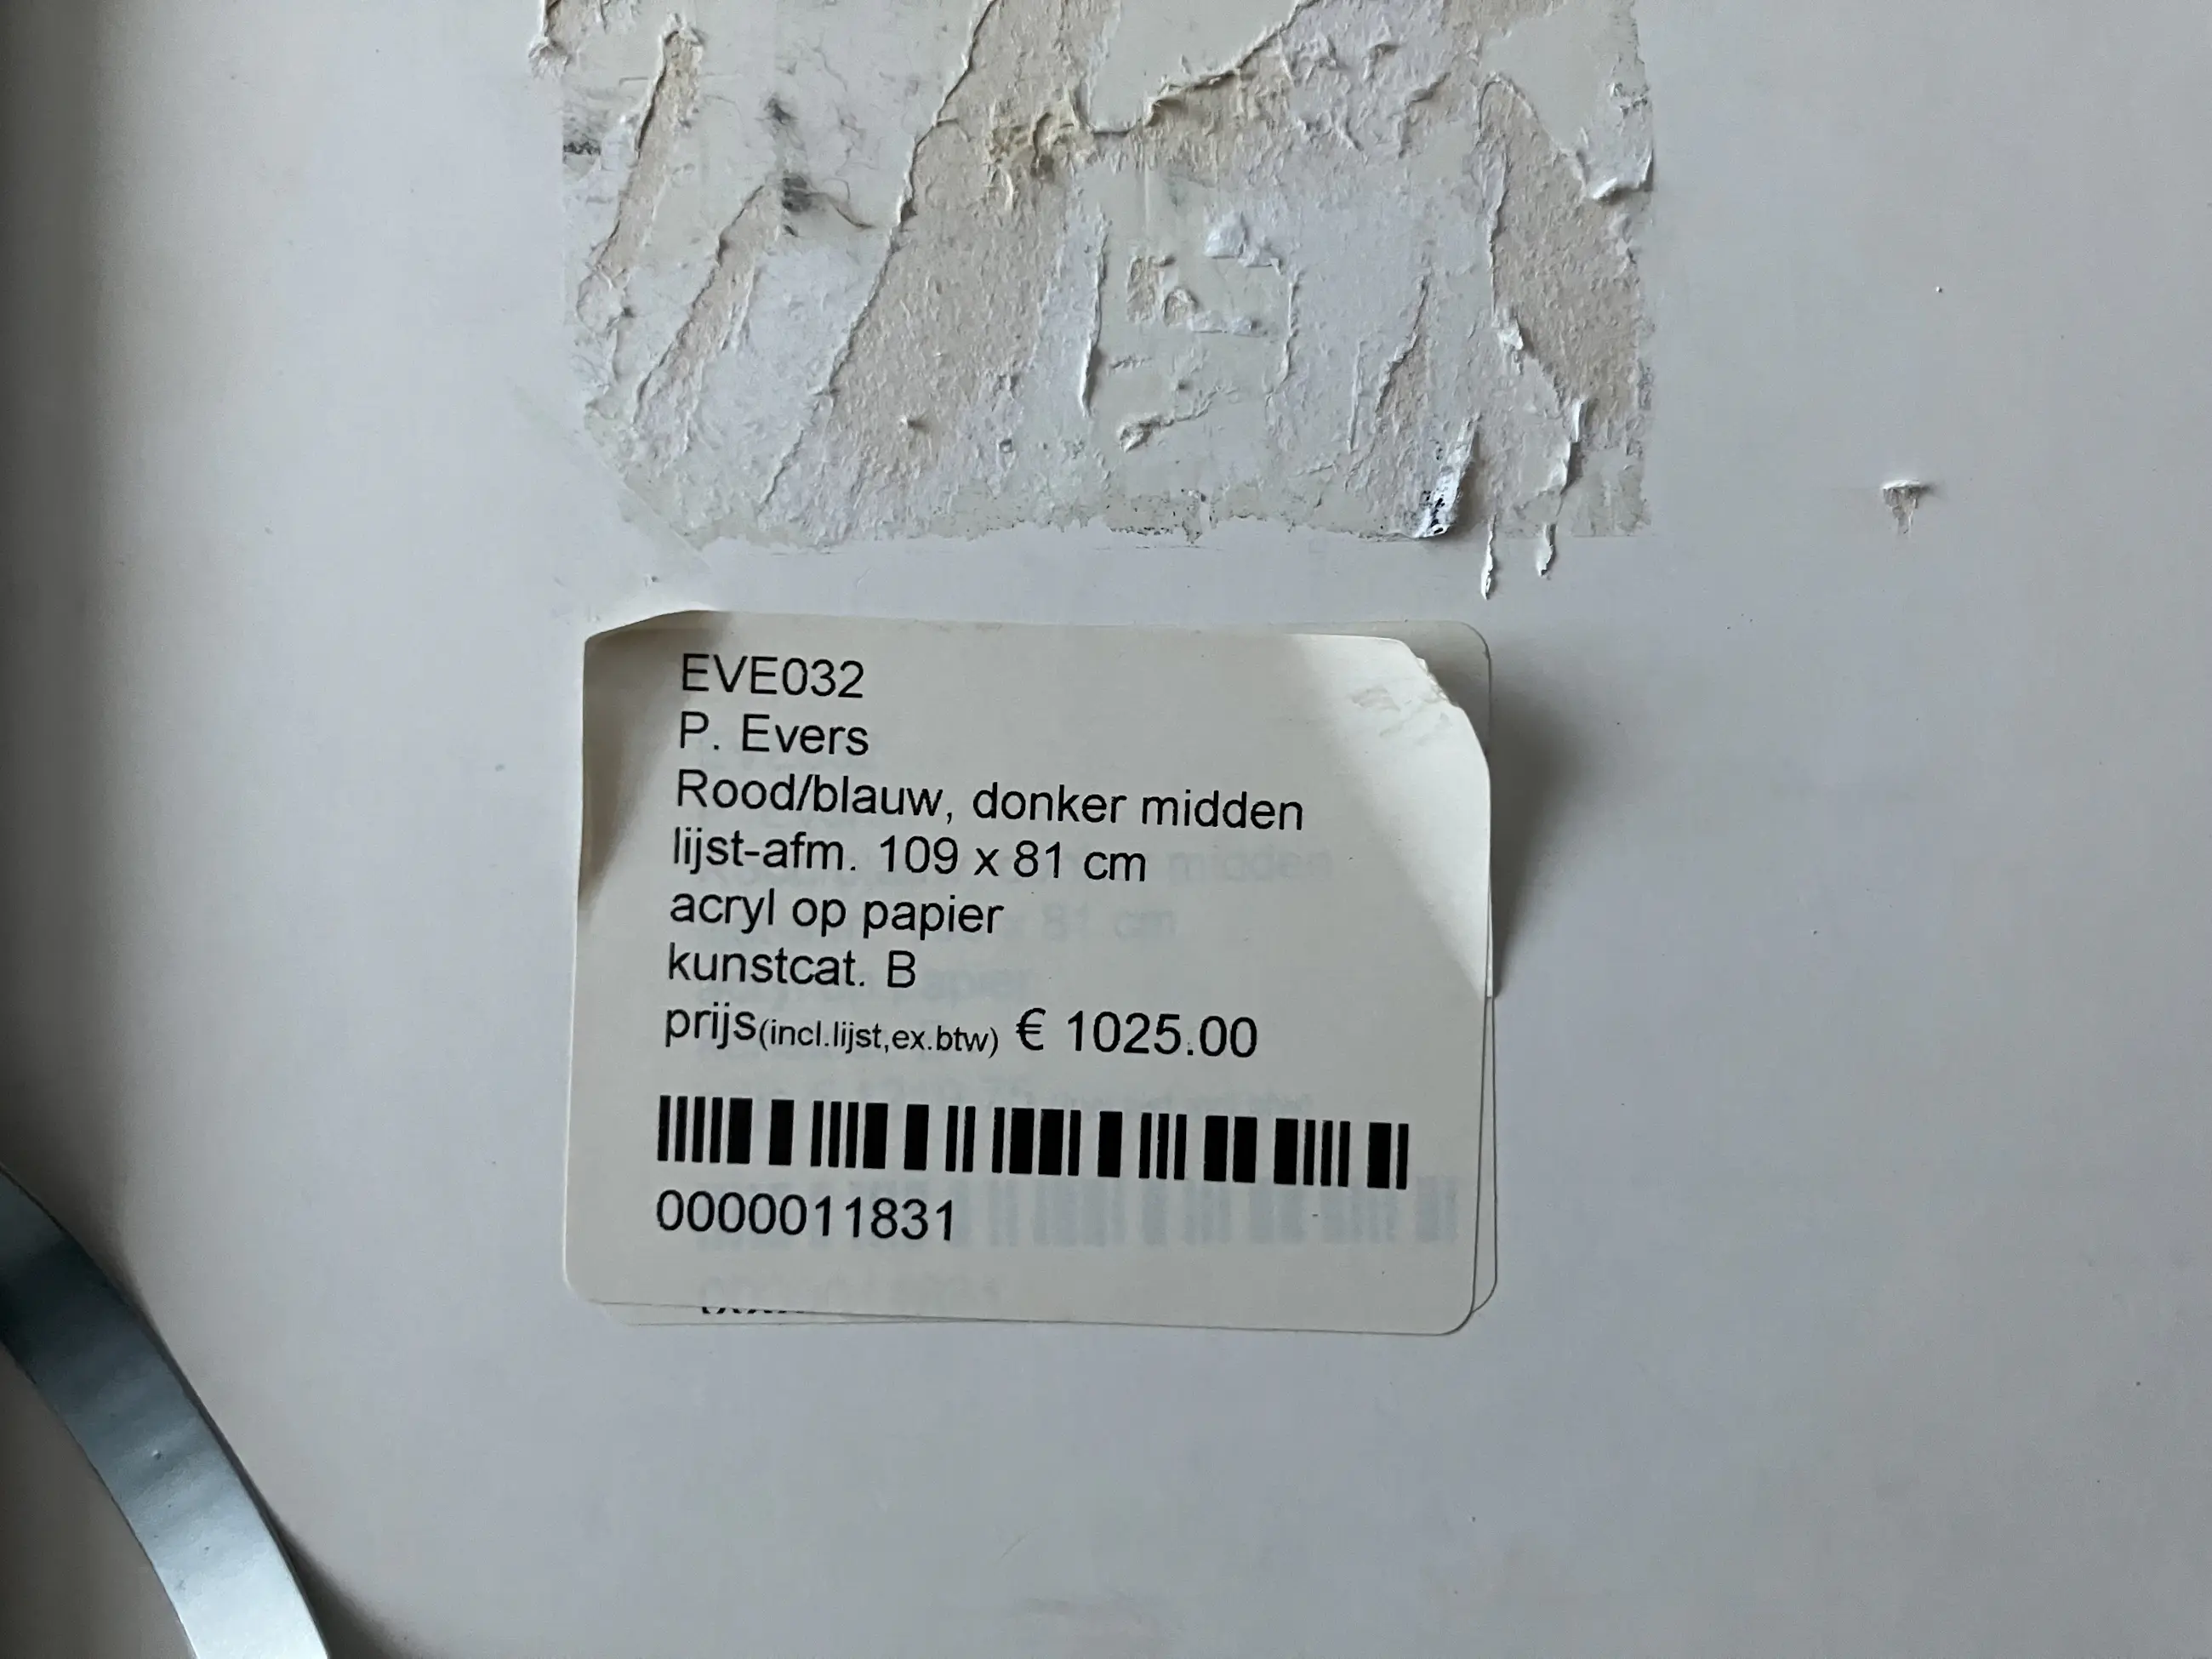 EVE032
P. Evers
Rood/blauw, donker midden
lijst-afm. 109 x 81 cm
acryl op papier
kunstcat. B
prijs(incl.lijst,ex.btw) € 1025.00
0000011831